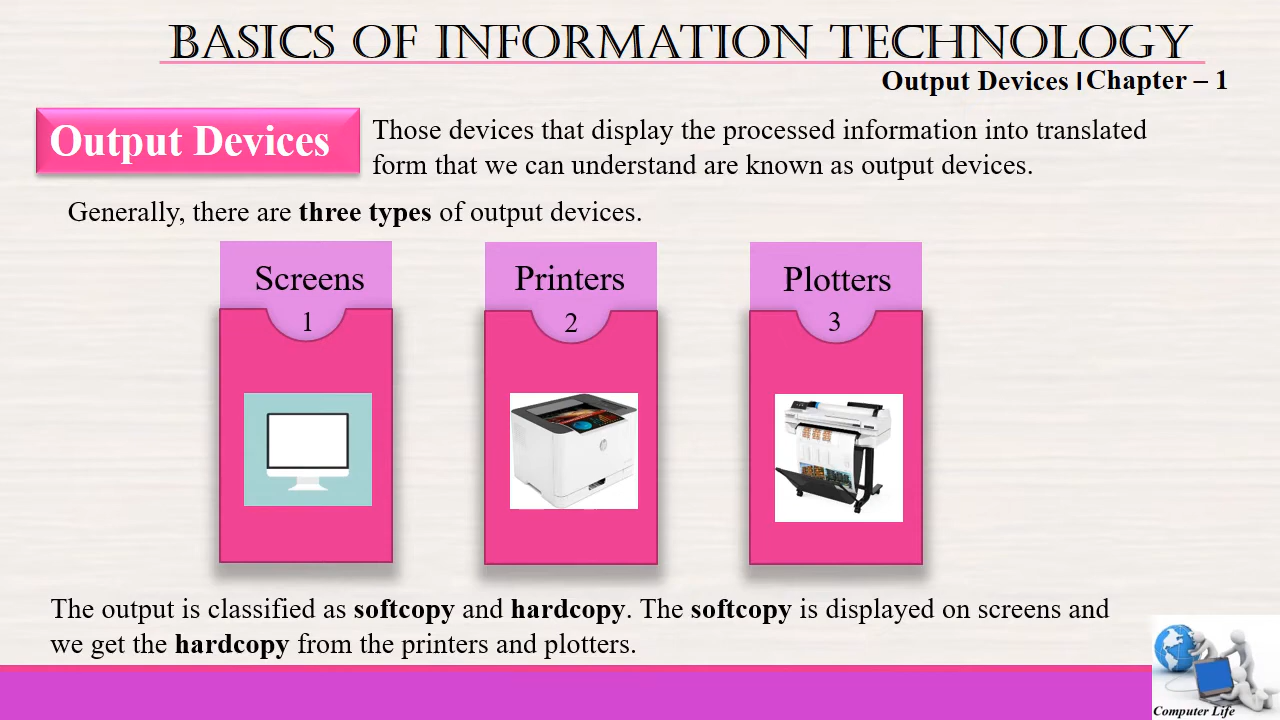 BASICS OF INFORMATION TECHNOLOGY
Output Devices | Chapter – 1
Output Devices
Those devices that display the processed information into translated
form that we can understand are known as output devices.
Generally, there are three types of output devices.
Screens
1
Printers
2
Plotters
3
The output is classified as softcopy and hardcopy. The softcopy is displayed on screens and
we get the hardcopy from the printers and plotters.
Computer Life